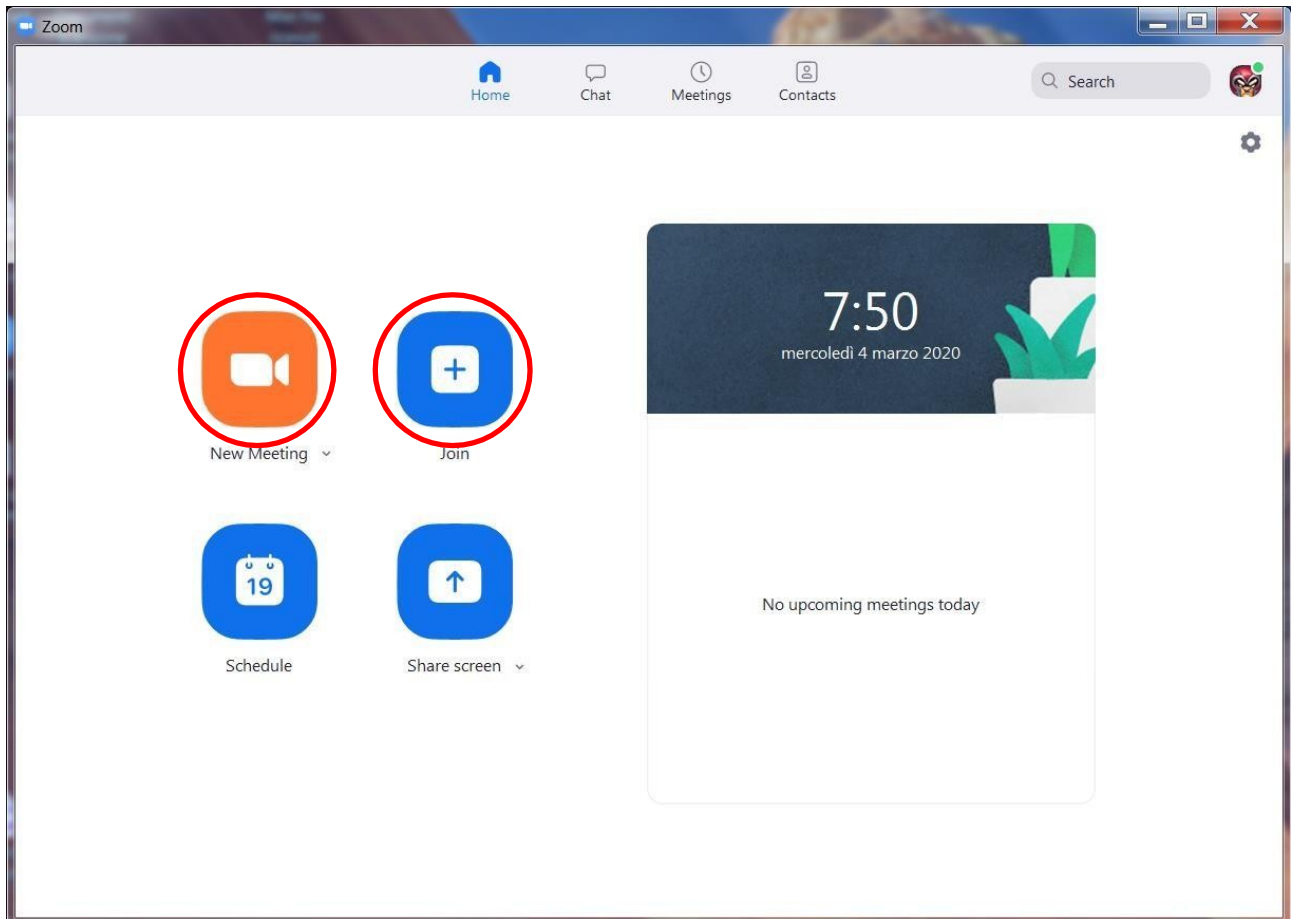 Zoom
Home
Chat
Meetings
Contacts
Search
7:50
mercoledì 4 marzo 2020
New Meeting
Join
19
Schedule
Share screen
No upcoming meetings today